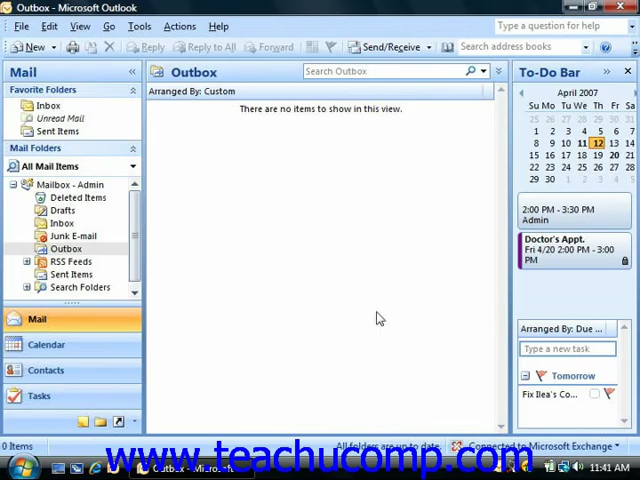 Outbox - Microsoft Outlook
File Edit View Go Tools Actions Help
Type a question for help
New Reply Reply to All Forward Send/Receive Search address books
Mail
Favorite Folders
Inbox
Unread Mail
Sent Items
Mail Folders
All Mail Items
Mailbox - Admin
Deleted Items
Drafts
Inbox
Junk E-mail
Outbox
RSS Feeds
Sent Items
Search Folders
Mail
Calendar
Contacts
Tasks
Outbox
Search Outbox
Arranged By: Custom
There are no items to show in this view.
To-Do Bar
April 2007
Su Mo Tu We Th Fr Sa
25 26 27 28 29 30 31
1 2 3 4 5 6 7
8 9 10 11 12 13 14
15 16 17 18 19 20 21
22 23 24 25 26 27 28
29 30 1 2 3 4 5
2:00 PM - 3:30 PM
Admin
Doctor's Appt.
Fri 4/20 2:00 PM - 3:00
PM
Arranged By: Due ...
Type a new task
Tomorrow
Fix Ilea's Co...
0 Items
All folders are up to date.
Connected to Microsoft Exchange
www.teachucomp.com
Outbox - Microsoft
11:41 AM